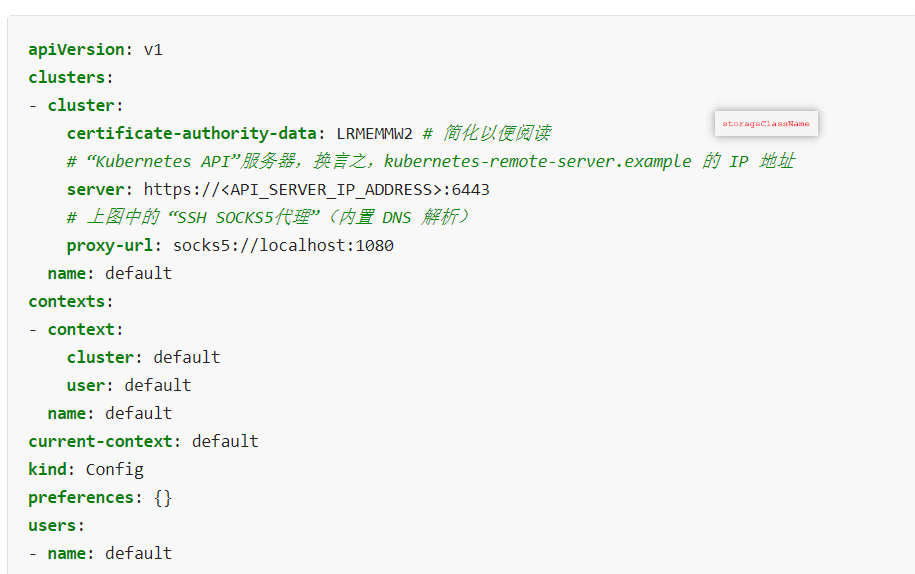 apiVersion: v1
clusters:
- cluster:
    certificate-authority-data: LRMEMMW2 # 简化以便阅读
    # “Kubernetes API”服务器，换言之，kubernetes-remote-server.example 的 IP 地址
    server: https://<API_SERVER_IP_ADDRESS>:6443
    # 上图中的“SSH SOCKS5代理”（内置 DNS 解析）
    proxy-url: socks5://localhost:1080
  name: default
contexts:
- context:
    cluster: default
    user: default
  name: default
current-context: default
kind: Config
preferences: {}
users:
- name: default
storageClassName